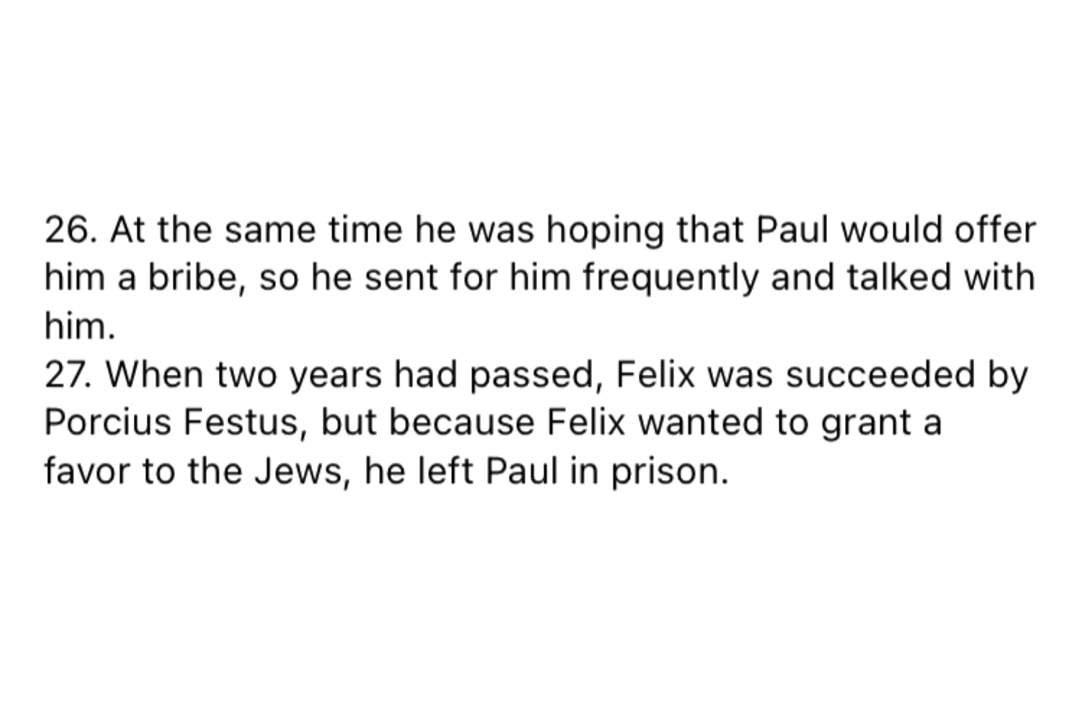 26. At the same time he was hoping that Paul would offer
him a bribe, so he sent for him frequently and talked with
him.
27. When two years had passed, Felix was succeeded by
Porcius Festus, but because Felix wanted to grant a
favor to the Jews, he left Paul in prison.